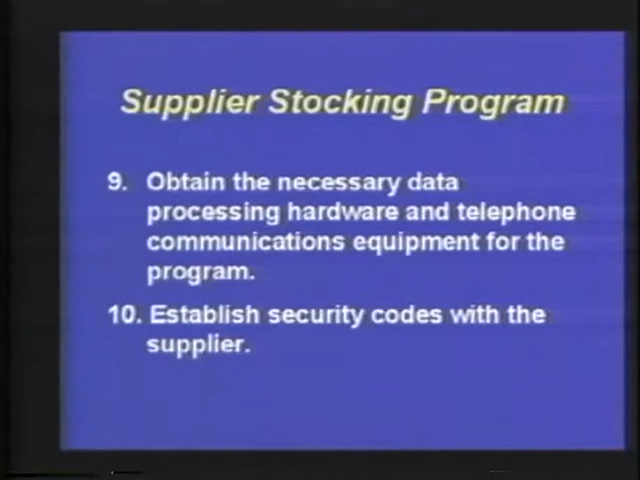 Supplier Stocking Program
9. Obtain the necessary data
processing hardware and telephone
communications equipment for the
program.
10. Establish security codes with the
supplier.